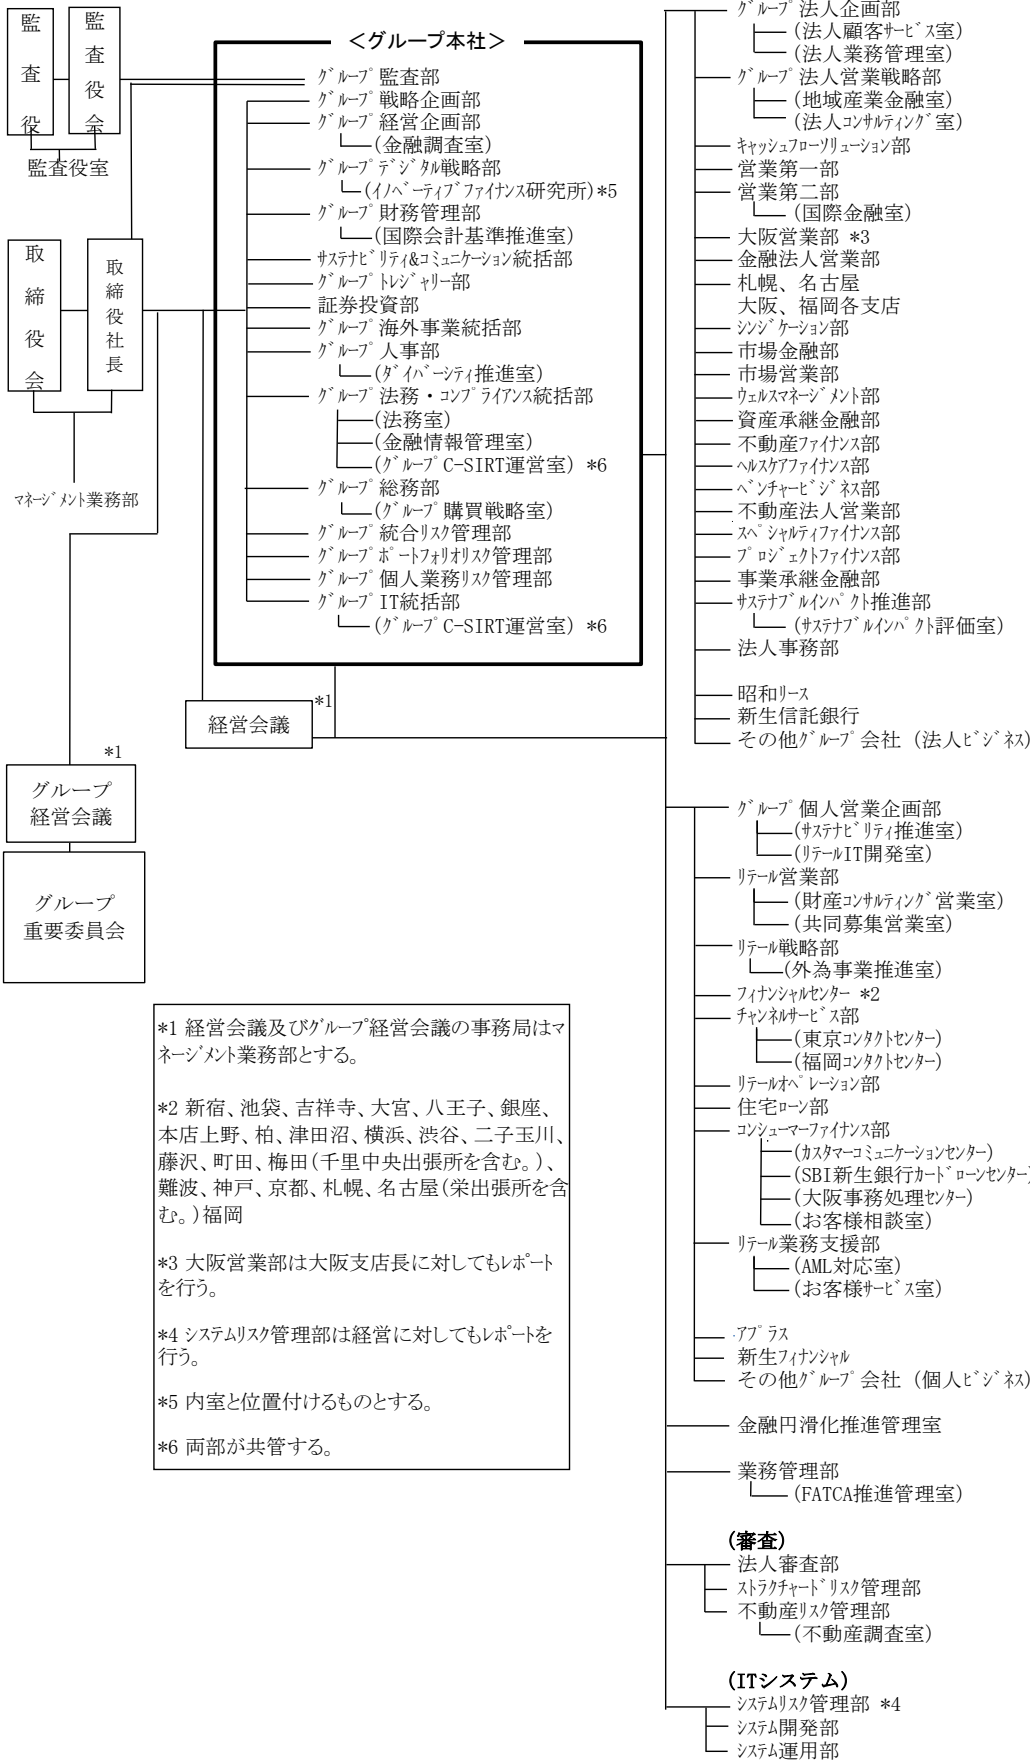 監査役
監査役会
監査役室
取締役会
取締役社長
マネージメント業務部
*1
グループ
経営会議
グループ
重要委員会
＜グループ本社＞
グループ監査部
グループ戦略企画部
グループ経営企画部
(金融調査室)
グループデジタル戦略部
(イノベーティブファイナンス研究所)*5
グループ財務管理部
(国際会計基準推進室)
サステナビリティ&コミュニケーション統括部
グループトレジャリー部
証券投資部
グループ海外事業統括部
グループ人事部
(ダイバーシティ推進室)
グループ法務・コンプライアンス統括部
(法務室)
(金融情報管理室)
(グループC-SIRT運営室) *6
グループ総務部
(グループ購買戦略室)
グループ統合リスク管理部
グループポートフォリオリスク管理部
グループ個人業務リスク管理部
グループIT統括部
(グループC-SIRT運営室) *6
経営会議
*1
*1 経営会議及びグループ経営会議の事務局はマ
ネージメント業務部とする。
*2 新宿、池袋、吉祥寺、大宮、八王子、銀座、
本店上野、柏、津田沼、横浜、渋谷、二子玉川、
藤沢、町田、梅田(千里中央出張所を含む。)、
難波、神戸、京都、札幌、名古屋(栄出張所を含
む。)福岡
*3 大阪営業部は大阪支店長に対してもレポート
を行う。
*4 システムリスク管理部は経営に対してもレポートを
行う。
*5 内室と位置付けるものとする。
*6 両部が共管する。
グループ法人企画部
(法人顧客サービス室)
(法人業務管理室)
グループ法人営業戦略部
(地域産業金融室)
(法人コンサルティング室)
キャッシュフローソリューション部
営業第一部
営業第二部
(国際金融室)
大阪営業部 *3
金融法人営業部
札幌、名古屋
大阪、福岡各支店
シンジケーション部
市場金融部
市場営業部
ウェルスマネージメント部
資産承継金融部
不動産ファイナンス部
ヘルスケアファイナンス部
ベンチャービジネス部
不動産法人営業部
スペシャルティファイナンス部
プロジェクトファイナンス部
事業承継金融部
サステナブルインパクト推進部
(サステナブルインパクト評価室)
法人事務部
昭和リース
新生信託銀行
その他グループ会社 (法人ビジネス)
グループ個人営業企画部
(サステナビリティ推進室)
(リテールIT開発室)
リテール営業部
(財産コンサルティング営業室)
(共同募集営業室)
リテール戦略部
(外為事業推進室)
フィナンシャルセンター *2
チャンネルサービス部
(東京コンタクトセンター)
(福岡コンタクトセンター)
リテールオペレーション部
住宅ローン部
コンシューマーファイナンス部
(カスタマーコミュニケーションセンター)
(SBI新生銀行カードローンセンター)
(大阪事務処理センター)
(お客様相談室)
リテール業務支援部
(AML対応室)
(お客様サービス室)
アプラス
新生フィナンシャル
その他グループ会社 (個人ビジネス)
金融円滑化推進管理室
業務管理部
(FATCA推進管理室)
(審査)
法人審査部
ストラクチャードリスク管理部
不動産リスク管理部
(不動産調査室)
(ITシステム)
システムリスク管理部 *4
システム開発部
システム運用部